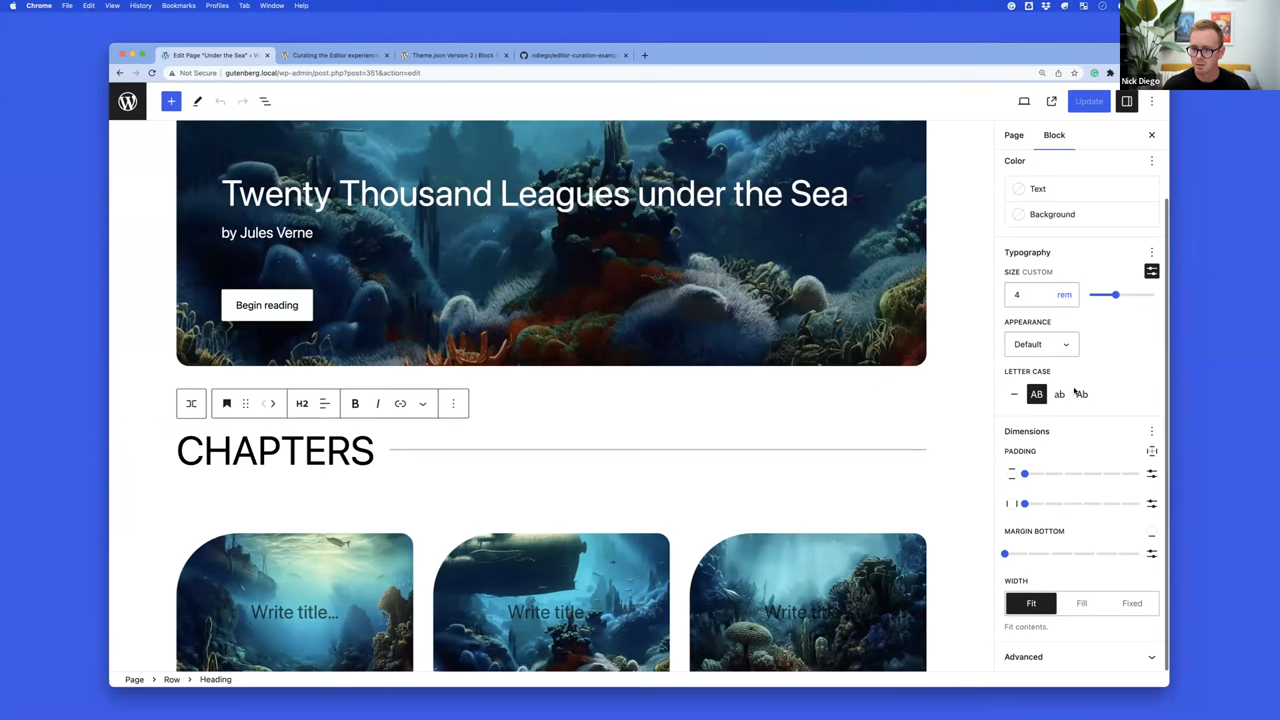 Chrome File Edit View History Bookmarks Profiles Tab Window Help
Nick Diego
Edit Page "Under the Sea" ‹ W
Curating the Editor experience
Theme.json Version 2 | Block E
ndiego/editor-curation-examp
Not Secure gutenberg.local/wp-admin/post.php?post=351&action=edit
Update
Page Block
Color
Text
Background
Typography
SIZE CUSTOM
4 rem
APPEARANCE
Default
LETTER CASE
– AB ab Ab
Dimensions
PADDING
MARGIN BOTTOM
WIDTH
Fit Fill Fixed
Fit contents.
Advanced
Twenty Thousand Leagues under the Sea
by Jules Verne
Begin reading
H2 B I
CHAPTERS
Write title... Write title... Write title...
Page > Row > Heading